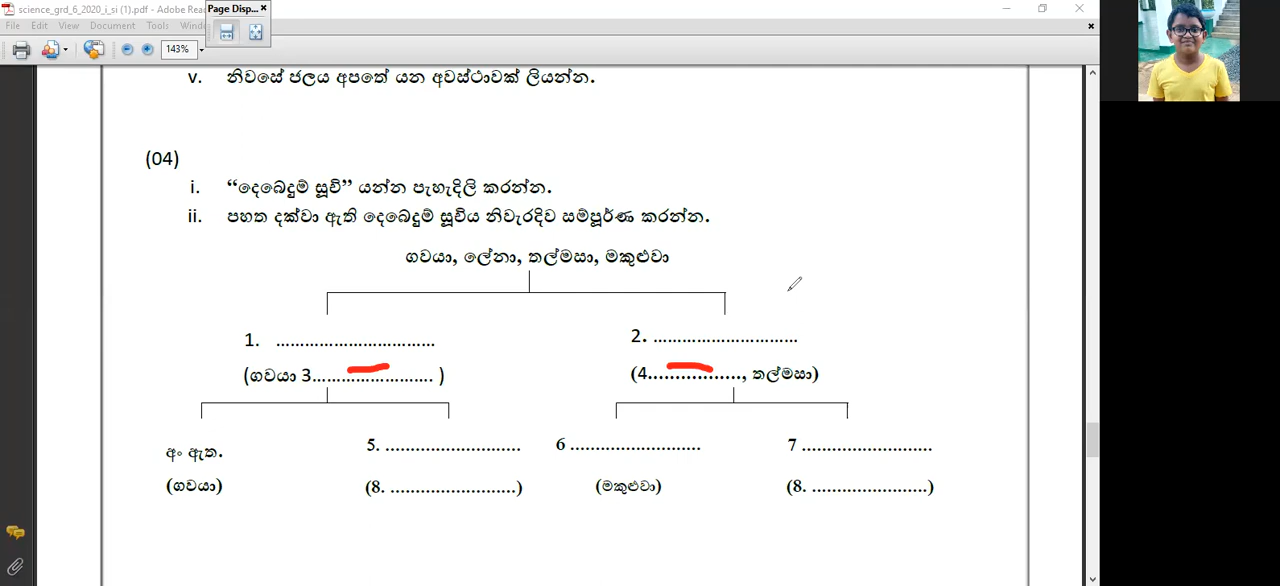 science_grd_6_2020_i_si (1).pdf - Adobe Rea
Page Disp...
File Edit View Document Tools Windo
143%
v. නිවසේ ජලය අපතේ යන අවස්ථාවක් ලියන්න.
(04)
i. “දෙබෙදුම් සූචි” යන්න පැහැදිලි කරන්න.
ii. පහත දක්වා ඇති දෙබෙදුම් සූචිය නිවැරදිව සම්පූර්ණ කරන්න.
ගවයා, ලේනා, තල්මසා, මකුළුවා
1. .................................. 2. ..............................
(ගවයා 3........................... ) (4..................., තල්මසා)
අං ඇත. 5. ............................ 6 ........................... 7 ...........................
(ගවයා) (8. .........................) (මකුළුවා) (8. .......................)